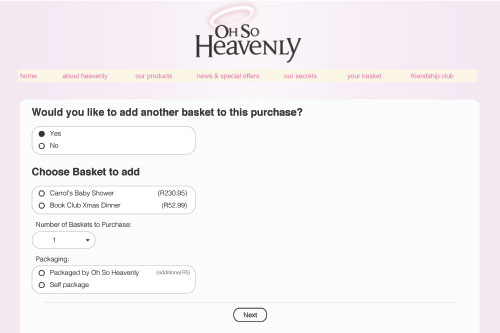 Oh So
Heavenly
home about heavenly our products news & special offers our secrets your basket friendship club
Would you like to add another basket to this purchase?
Yes
No
Choose Basket to add
Carrol's Baby Shower (R230.95)
Book Club Xmas Dinner (R52.99)
Number of Baskets to Purchase:
1
Packaging:
Packaged by Oh So Heavenly (additional R5)
Self package
Next